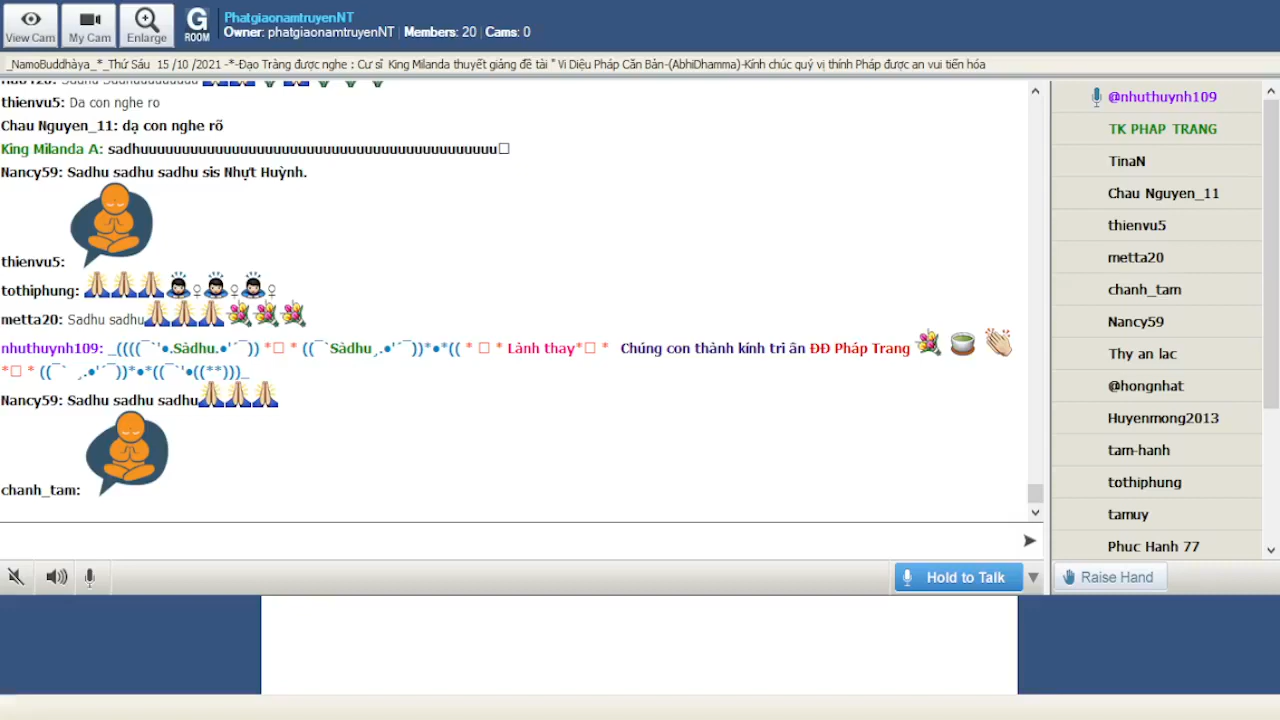 View Cam
My Cam
Enlarge
G ROOM
PhatgiaonamtruyenNT
Owner: phatgiaonamtruyenNT | Members: 20 | Cams: 0
_NamoBuddhàya_*_Thứ Sáu 15 /10 /2021 -*-Đạo Tràng được nghe : Cư sĩ King Milanda thuyết giảng đề tài " Vi Diệu Pháp Căn Bản-(AbhiDhamma)-Kính chúc quý vị thính Pháp được an vui tiến hóa
thienvu5: Da con nghe ro
Chau Nguyen_11: dạ con nghe rõ
King Milanda A: sadhuuuuuuuuuuuuuuuuuuuuuuuuuuuuuuuuuuuuuuuuuuu
Nancy59: Sadhu sadhu sadhu sis Nhựt Huỳnh.
thienvu5:
tothiphung:
metta20: Sadhu sadhu
nhuthuynh109: _((((¯`'•.Sàdhu.•'´¯)) *□ * ((¯`Sàdhu¸.•'´¯))*•*(( * □ * Lành thay*□ * Chúng con thành kính tri ân ĐĐ Pháp Trang
*□ * ((¯` ¸.•'´¯))*•*((¯`'•((**)))_
Nancy59: Sadhu sadhu sadhu
chanh_tam:
Hold to Talk
@nhuthuynh109
TK PHAP TRANG
TinaN
Chau Nguyen_11
thienvu5
metta20
chanh_tam
Nancy59
Thy an lac
@hongnhat
Huyenmong2013
tam-hanh
tothiphung
tamuy
Phuc Hanh 77
Raise Hand